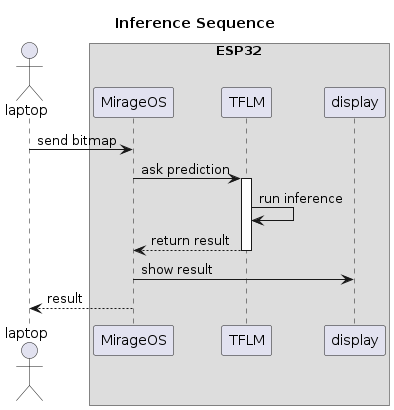 Inference Sequence
ESP32
laptop
MirageOS
TFLM
display
send bitmap
ask prediction
run inference
return result
show result
result
laptop
MirageOS
TFLM
display